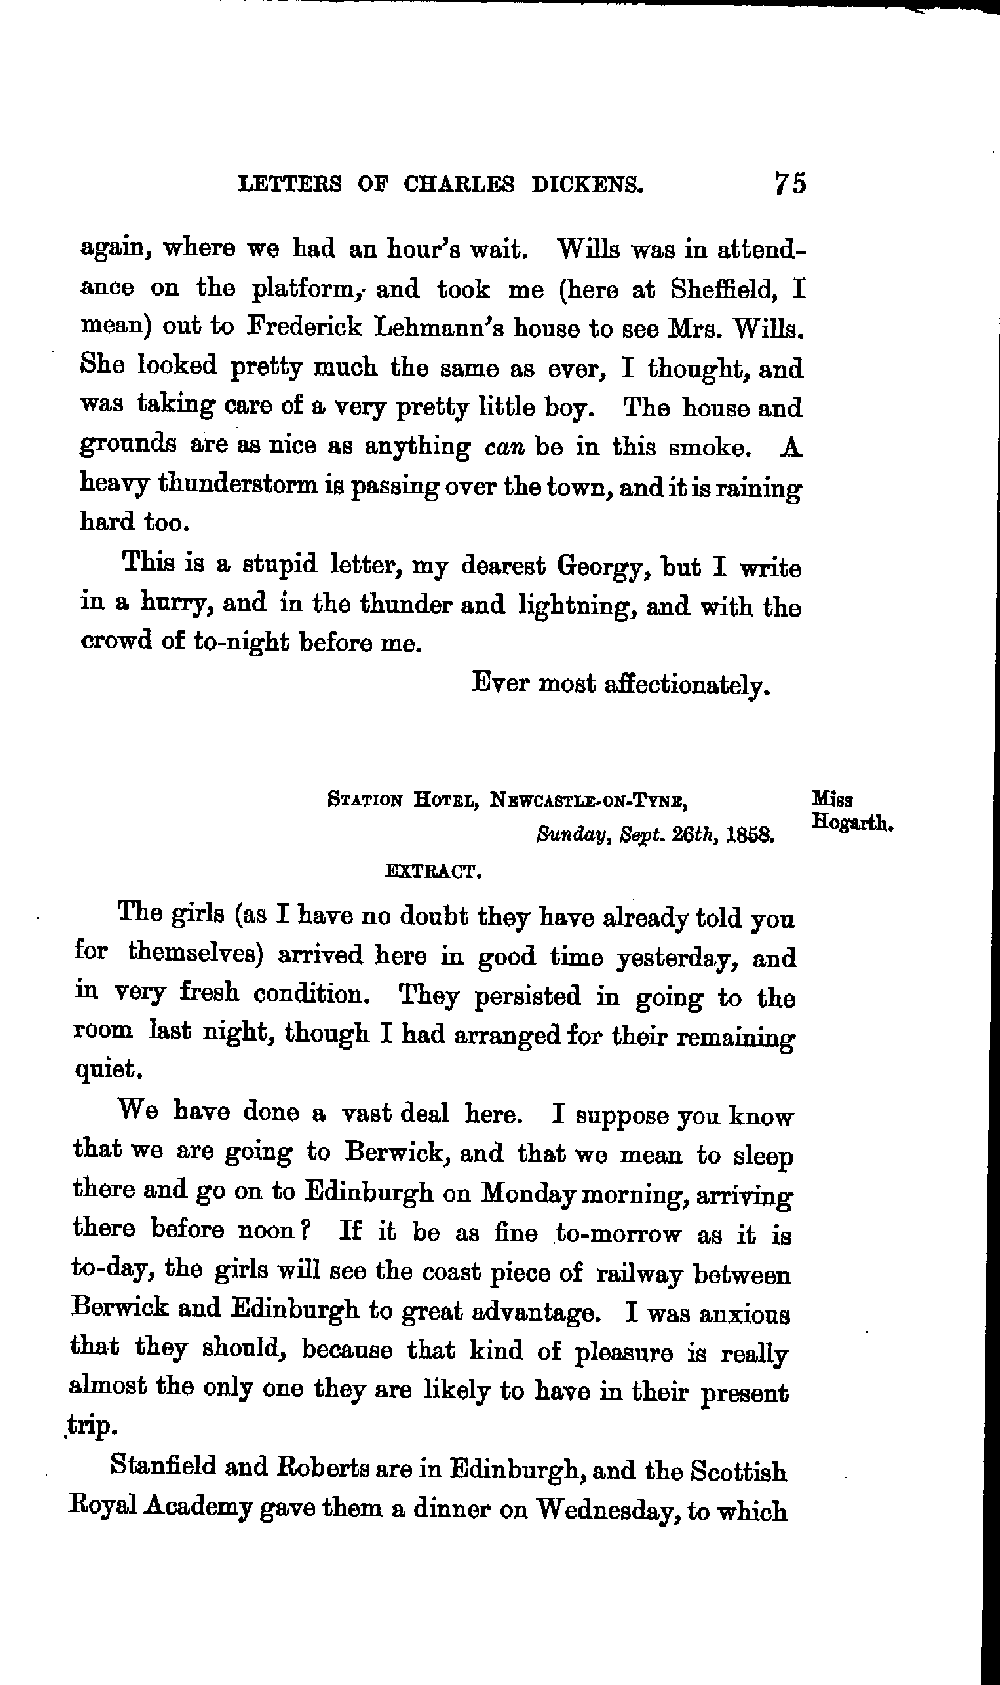 LETTERS OF CHARLES DICKENS. 75
again, where we had an hour's wait. Wills was in attend-
ance on the platform, and took me (here at Sheffield, I
mean) out to Frederick Lehmann's house to see Mrs. Wills.
She looked pretty much the same as ever, I thought, and
was taking care of a very pretty little boy. The house and
grounds are as nice as anything can be in this smoke. A
heavy thunderstorm is passing over the town, and it is raining
hard too.
This is a stupid letter, my dearest Georgy, but I write
in a hurry, and in the thunder and lightning, and with the
crowd of to-night before me.
Ever most affectionately.
STATION HOTEL, NEWCASTLE-ON-TYNE,
Sunday, Sept. 26th, 1858.
Miss
Hogarth.
EXTRACT.
The girls (as I have no doubt they have already told you
for themselves) arrived here in good time yesterday, and
in very fresh condition. They persisted in going to the
room last night, though I had arranged for their remaining
quiet.
We have done a vast deal here. I suppose you know
that we are going to Berwick, and that we mean to sleep
there and go on to Edinburgh on Monday morning, arriving
there before noon? If it be as fine to-morrow as it is
to-day, the girls will see the coast piece of railway between
Berwick and Edinburgh to great advantage. I was anxious
that they should, because that kind of pleasure is really
almost the only one they are likely to have in their present
trip.
Stanfield and Roberts are in Edinburgh, and the Scottish
Royal Academy gave them a dinner on Wednesday, to which